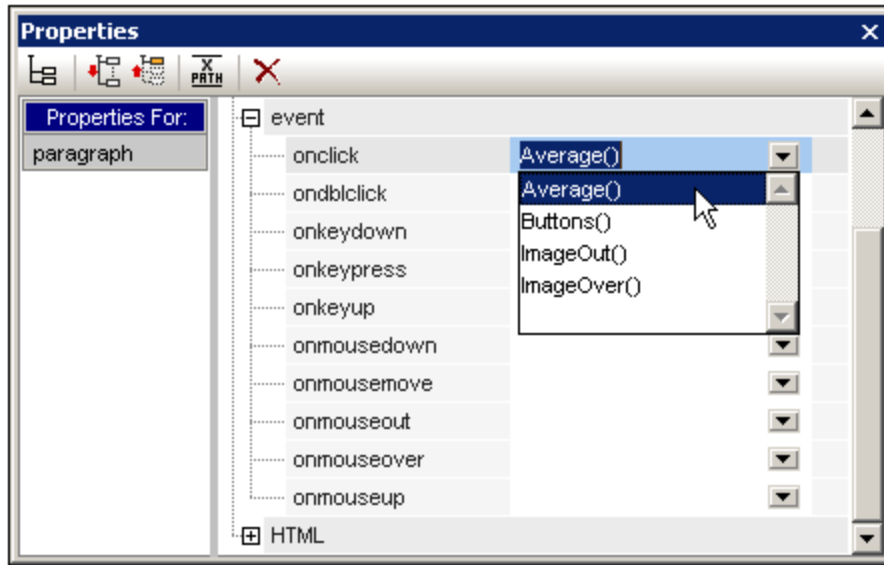 Properties
X
PATH
Properties For:
paragraph
event
onclick
Average()
ondblclick
Average()
Buttons()
onkeydown
ImageOut()
onkeypress
ImageOver()
onkeyup
onmousedown
onmousemove
onmouseout
onmouseover
onmouseup
HTML